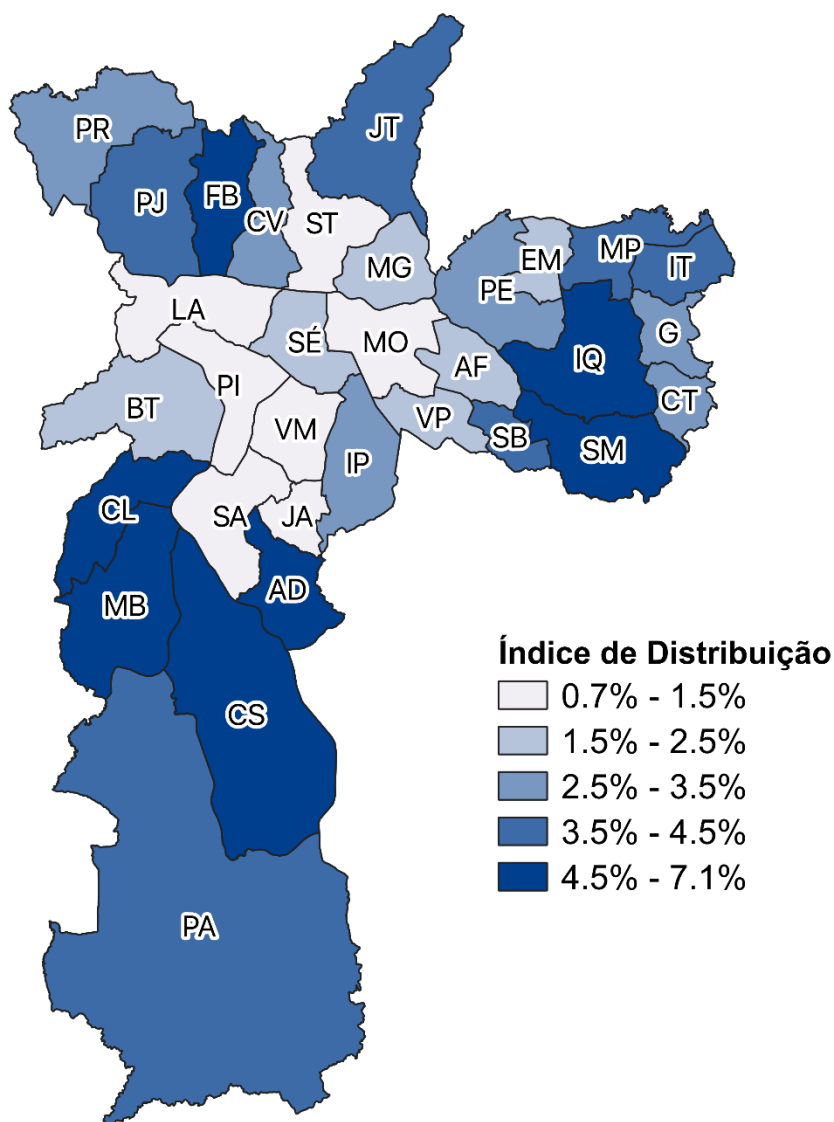 JT
PR
PJ
FB
CV
ST
MG
EM
MP
IT
PE
LA
SÉ
MO
G
IQ
AF
PI
CT
BT
VP
VM
SB
SM
IP
CL
SA
JA
AD
MB
CS
PA
Índice de Distribuição
0.7% - 1.5%
1.5% - 2.5%
2.5% - 3.5%
3.5% - 4.5%
4.5% - 7.1%